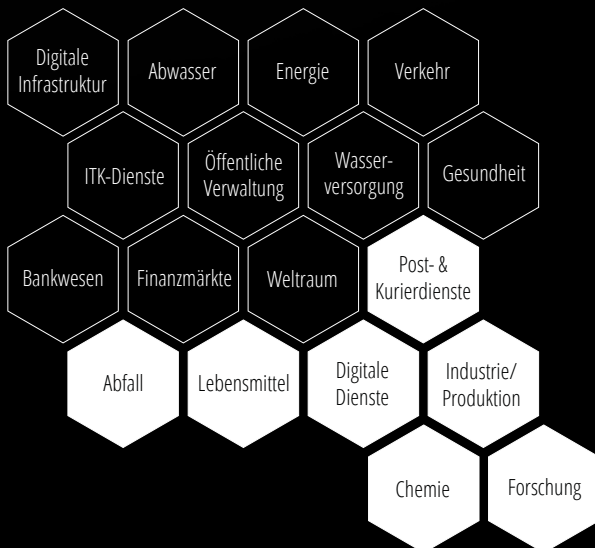 Digitale
Infrastruktur
Abwasser
Energie
Verkehr
ITK-Dienste
Öffentliche
Verwaltung
Wasser-
versorgung
Gesundheit
Bankwesen
Finanzmärkte
Weltraum
Post- &
Kurierdienste
Abfall
Lebensmittel
Digitale
Dienste
Industrie/
Produktion
Chemie
Forschung